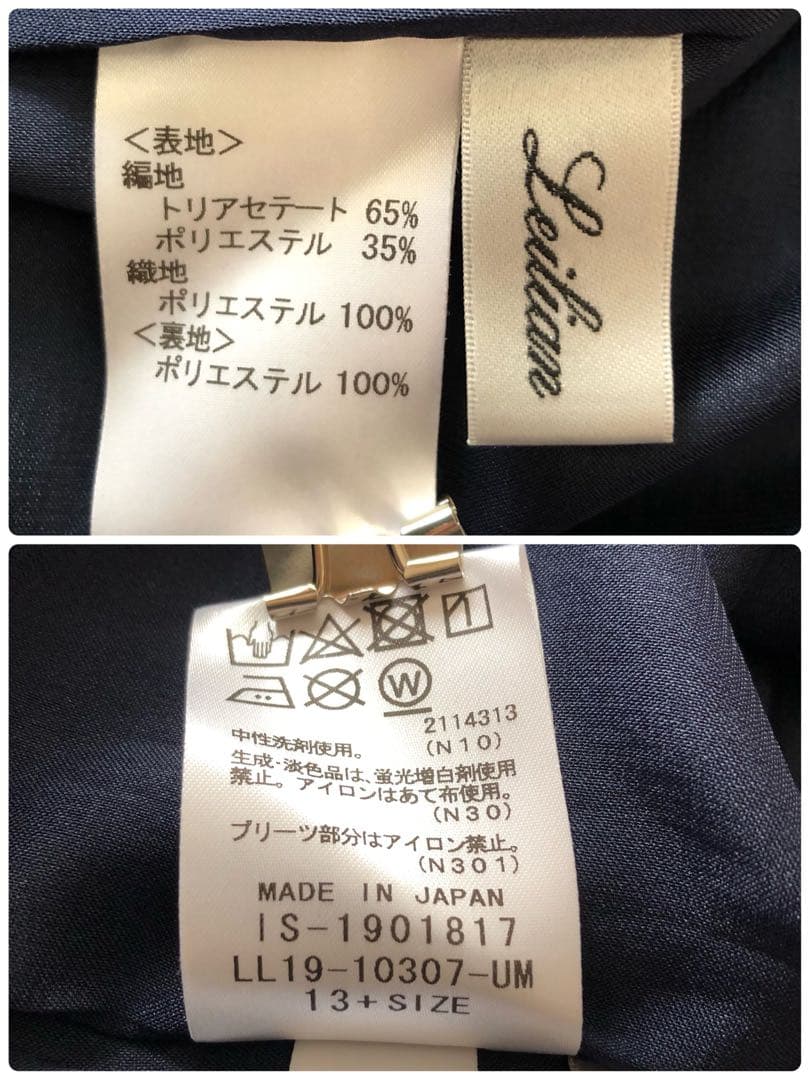 <表地>
編地
トリアセテート 65%
ポリエステル 35%
織地
ポリエステル 100%
<裏地>
ポリエステル 100%
Leilian
W
2114313
中性洗剤使用。 (N10)
生成・淡色品は、蛍光増白剤使用
禁止。アイロンはあて布使用。
(N30)
プリーツ部分はアイロン禁止。
(N301)
MADE IN JAPAN
IS-1901817
LL19-10307-UM
13+SIZE